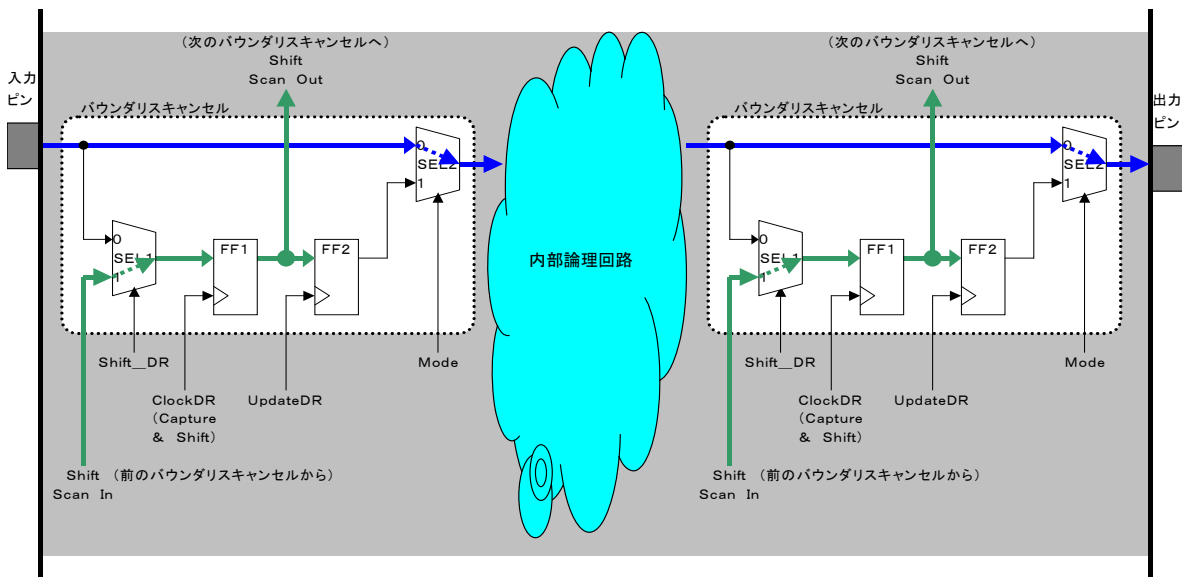 (次のバウンダリスキャンセルへ)
Shift
Scan Out
入力
ピン
バウンダリスキャンセル
0
SEL2
1
0
SEL1
1
FF1
FF2
Shift_DR
Mode
ClockDR
(Capture
& Shift)
UpdateDR
Shift (前のバウンダリスキャンセルから)
Scan In
内部論理回路
(次のバウンダリスキャンセルへ)
Shift
Scan Out
バウンダリスキャンセル
出力
ピン
0
SEL2
1
0
SEL1
1
FF1
FF2
Shift_DR
Mode
ClockDR
(Capture
& Shift)
UpdateDR
Shift (前のバウンダリスキャンセルから)
Scan In